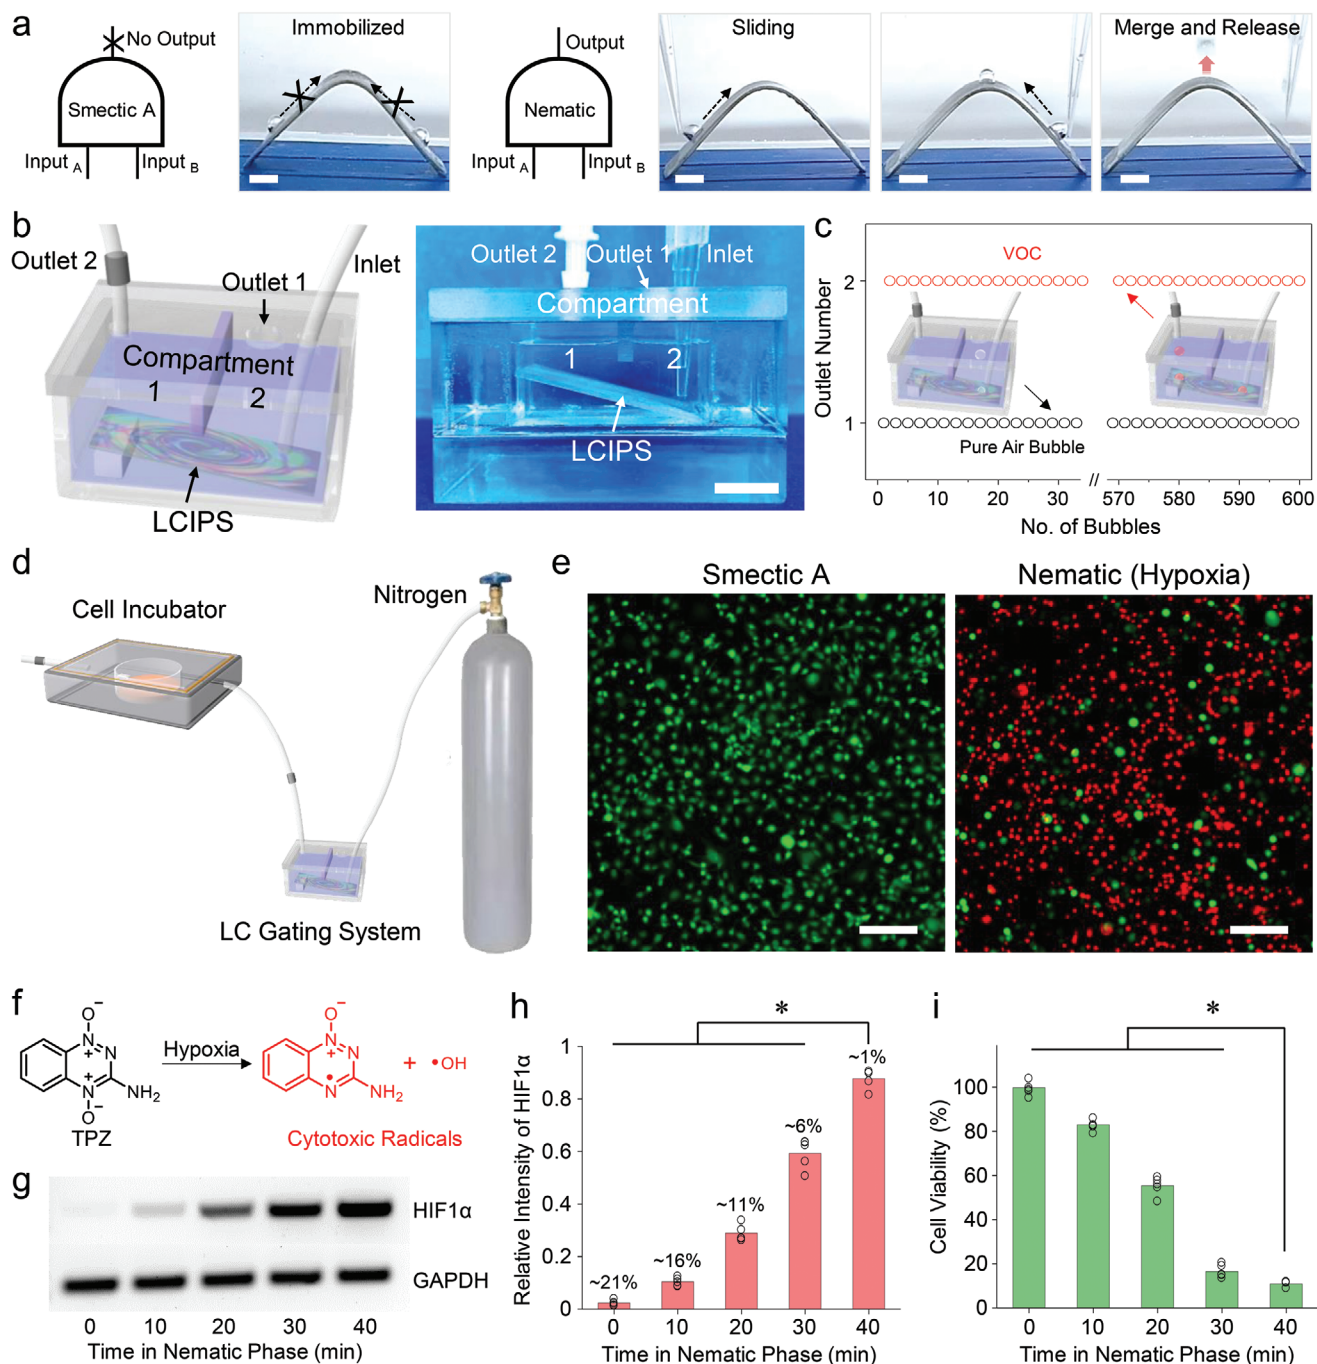 a
No Output
Smectic A
Input A
Input B
Immobilized
Output
Nematic
Input A
Input B
Sliding
Merge and Release
b
Outlet 2
Outlet 1
Inlet
Compartment
1
2
LCIPS
Outlet 2
Outlet 1
Inlet
Compartment
1
2
LCIPS
c
VOC
Pure Air Bubble
Outlet Number
2
1
0 10 20 30 // 570 580 590 600
No. of Bubbles
d
Cell Incubator
Nitrogen
LC Gating System
e
Smectic A
Nematic (Hypoxia)
f
O−
N N
+
+
N NH2
O−
TPZ
Hypoxia
O−
N N
+
•
N NH2
+ •OH
Cytotoxic Radicals
g
HIF1α
GAPDH
0 10 20 30 40
Time in Nematic Phase (min)
h
*
Relative Intensity of HIF1α
1
0.8
0.6
0.4
0.2
0
~21%
~16%
~11%
~6%
~1%
0 10 20 30 40
Time in Nematic Phase (min)
i
*
Cell Viability (%)
100
80
60
40
20
0
0 10 20 30 40
Time in Nematic Phase (min)